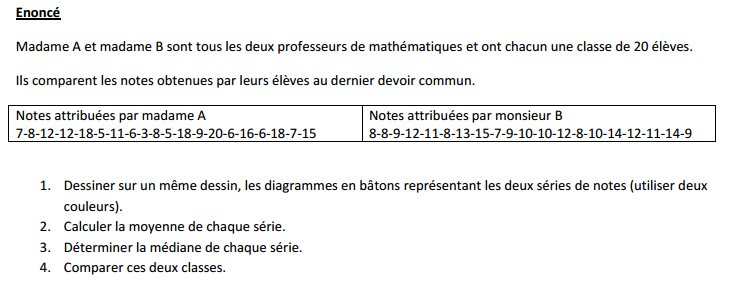 Enoncé
Madame A et madame B sont tous les deux professeurs de mathématiques et ont chacun une classe de 20 élèves.
Ils comparent les notes obtenues par leurs élèves au dernier devoir commun.
Notes attribuées par madame A
7-8-12-12-18-5-11-6-3-8-5-18-9-20-6-16-6-18-7-15
Notes attribuées par monsieur B
8-8-9-12-11-8-13-15-7-9-10-10-12-8-10-14-12-11-14-9
1. Dessiner sur un même dessin, les diagrammes en bâtons représentant les deux séries de notes (utiliser deux
couleurs).
2. Calculer la moyenne de chaque série.
3. Déterminer la médiane de chaque série.
4. Comparer ces deux classes.